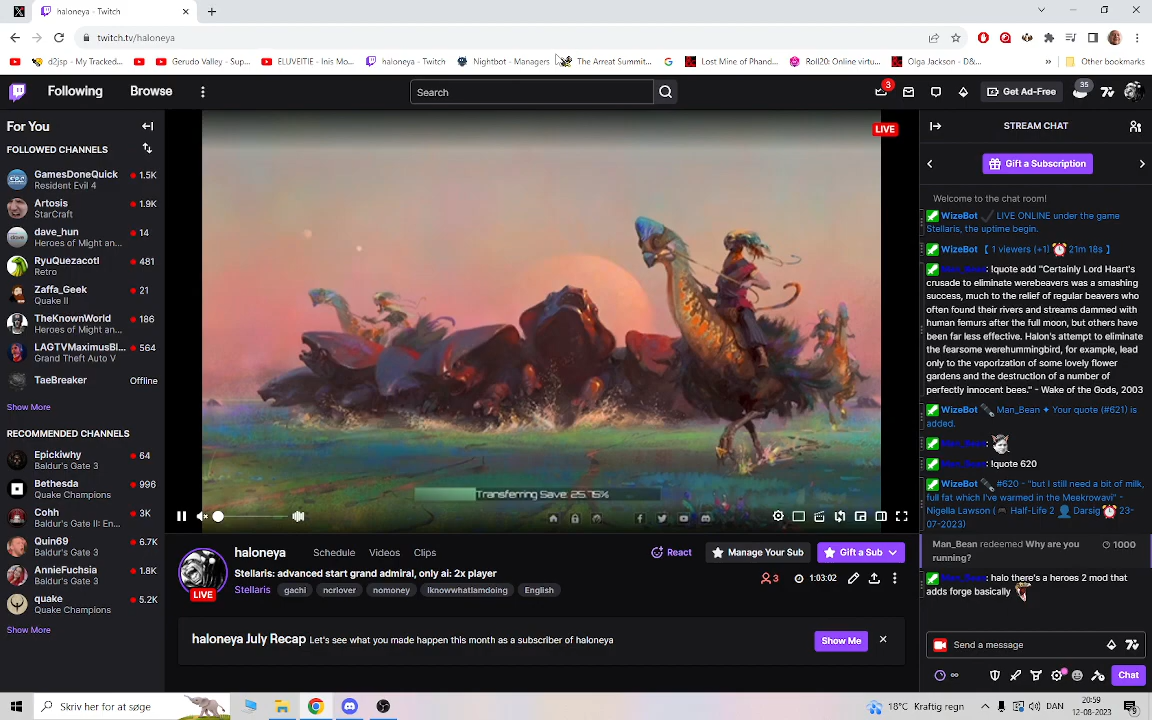 haloneya - Twitch
twitch.tv/haloneya
d2jsp - My Tracked...
Gerudo Valley - Sup...
ELUVEITIE - Inis Mo...
haloneya - Twitch
Nightbot - Managers
The Arreat Summit...
Lost Mine of Phand...
Roll20: Online virtu...
Olga Jackson - D&...
»
Other bookmarks
Following
Browse
Search
3
Get Ad-Free
35
For You
FOLLOWED CHANNELS
GamesDoneQuick 1.5K
Resident Evil 4
Artosis 1.9K
StarCraft
dave_hun 14
Heroes of Might an...
RyuQuezacotl 481
Retro
Zaffa_Geek 21
Quake II
TheKnownWorld 186
Heroes of Might an...
LAGTVMaximusBl... 564
Grand Theft Auto V
TaeBreaker Offline
Show More
RECOMMENDED CHANNELS
Epickiwhy 64
Baldur's Gate 3
Bethesda 996
Quake Champions
Cohh 3K
Baldur's Gate II: En...
Quin69 6.7K
Baldur's Gate 3
AnnieFuchsia 1.8K
Baldur's Gate 3
quake 5.2K
Quake Champions
Show More
LIVE
Transferring Save: 25.76%
LIVE
haloneya
Schedule
Videos
Clips
React
Manage Your Sub
Gift a Sub
Stellaris: advanced start grand admiral, only ai: 2x player
3
1:03:02
Stellaris
gachi
ncrlover
nomoney
Iknowwhatiamdoing
English
haloneya July Recap Let's see what you made happen this month as a subscriber of haloneya
Show Me
STREAM CHAT
Gift a Subscription
Welcome to the chat room!
WizeBot LIVE ONLINE under the game
Stellaris, the uptime begin.
WizeBot 【 1 viewers (+1) 21m 18s 】
Man_Bean: !quote add "Certainly Lord Haart's
crusade to eliminate werebeavers was a smashing
success, much to the relief of regular beavers who
often found their rivers and streams dammed with
human femurs after the full moon, but others have
been far less effective. Halon's attempt to eliminate
the fearsome werehummingbird, for example, lead
only to the vaporization of some lovely flower
gardens and the destruction of a number of
perfectly innocent bees." - Wake of the Gods, 2003
WizeBot Man_Bean ✦ Your quote (#621) is
added.
Man_Bean:
Man_Bean: !quote 620
WizeBot #620 - "but I still need a bit of milk,
full fat which I've warmed in the Meekrowavi" -
Nigella Lawson ( Half-Life 2 Darsig 23-
07-2023)
Man_Bean redeemed Why are you
running? 1000
Man_Bean: halo there's a heroes 2 mod that
adds forge basically
Send a message
Chat
Skriv her for at søge
18°C Kraftig regn
DAN
20:59
12-08-2023
9